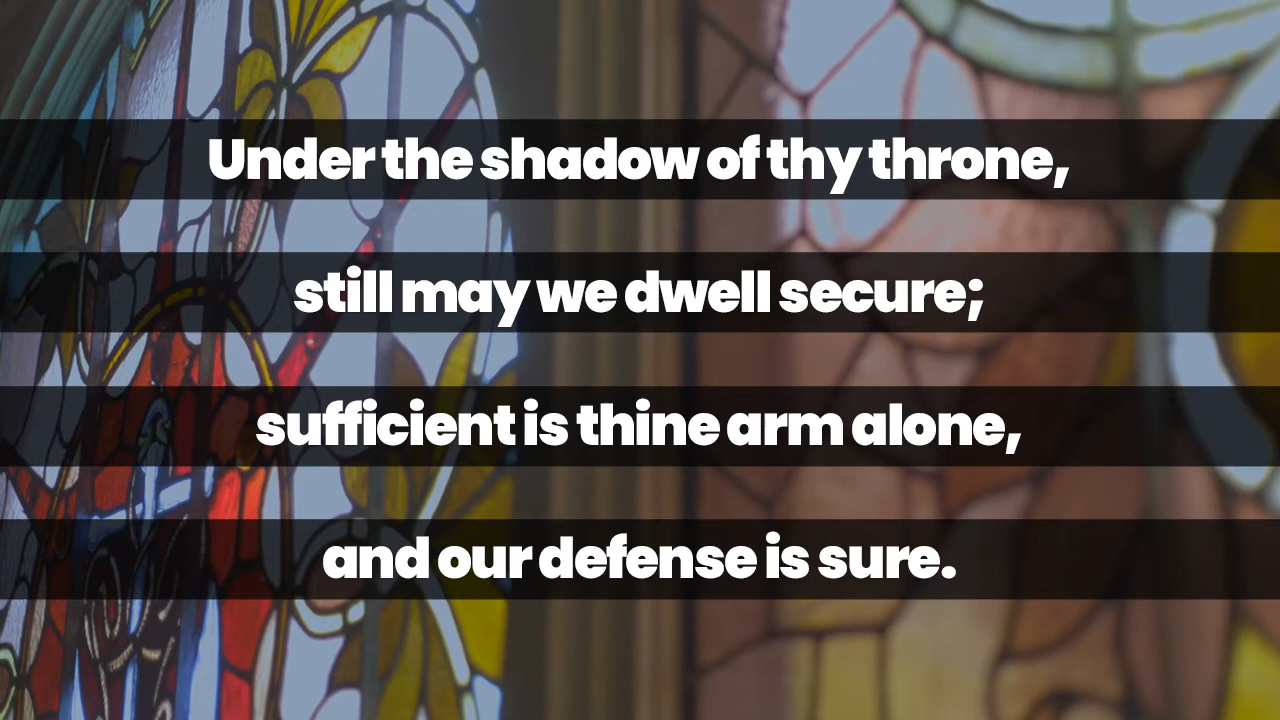 Under the shadow of thy throne,
still may we dwell secure;
sufficient is thine arm alone,
and our defense is sure.